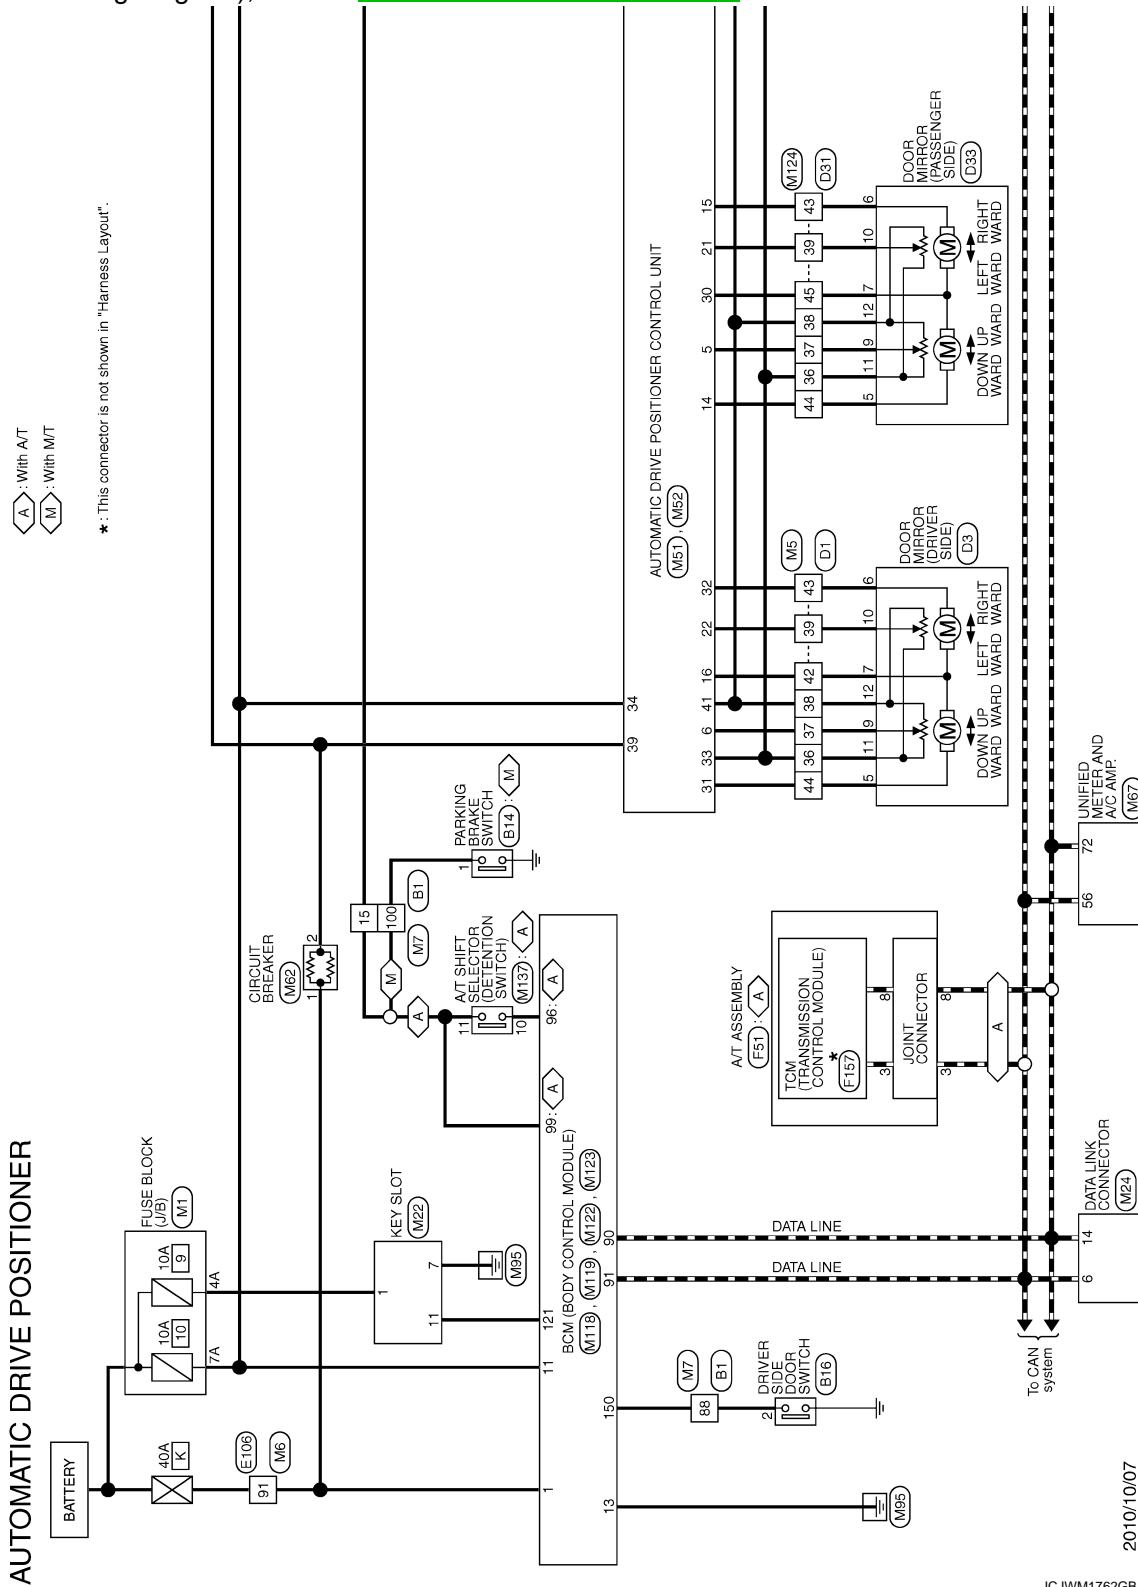 AUTOMATIC DRIVE POSITIONER
A : With A/T
M : With M/T
* : This connector is not shown in "Harness Layout".
BATTERY
40A
K
E106
M6
91
FUSE BLOCK
(J/B)
M1
10A
10
10A
9
7A
4A
KEY SLOT
M22
1
7
11
M95
CIRCUIT
BREAKER
M62
1
2
M
A
15
100
M7
B1
PARKING
BRAKE
SWITCH
B14 : M
1
A/T SHIFT
SELECTOR
(DETENTION
SWITCH)
M137 : A
11
10
1
11
121
99 : A
96 : A
BCM (BODY CONTROL MODULE)
M118 , M119 , M122 , M123
13
150
91
90
M95
M7
B1
88
DRIVER
SIDE
DOOR
SWITCH
B16
2
DATA LINE
DATA LINE
To CAN
system
DATA LINK
CONNECTOR
M24
6
14
A/T ASSEMBLY
F51 : A
TCM
(TRANSMISSION
CONTROL MODULE)
*
F157
3
8
JOINT
CONNECTOR
3
8
A
UNIFIED
METER AND
A/C AMP.
M67
56
72
39
34
AUTOMATIC DRIVE POSITIONER CONTROL UNIT
M51 , M52
31
33
6
41
16
22
32
14
5
30
21
15
M5
D1
44
36
37
38
42
39
43
5
11
9
12
7
10
6
DOOR
MIRROR
(DRIVER
SIDE)
D3
M
M
DOWN UP
WARD WARD
LEFT RIGHT
WARD WARD
M124
D31
44
36
37
38
45
39
43
5
11
9
12
7
10
6
DOOR
MIRROR
(PASSENGER
SIDE)
D33
M
M
DOWN UP
WARD WARD
LEFT RIGHT
WARD WARD
2010/10/07